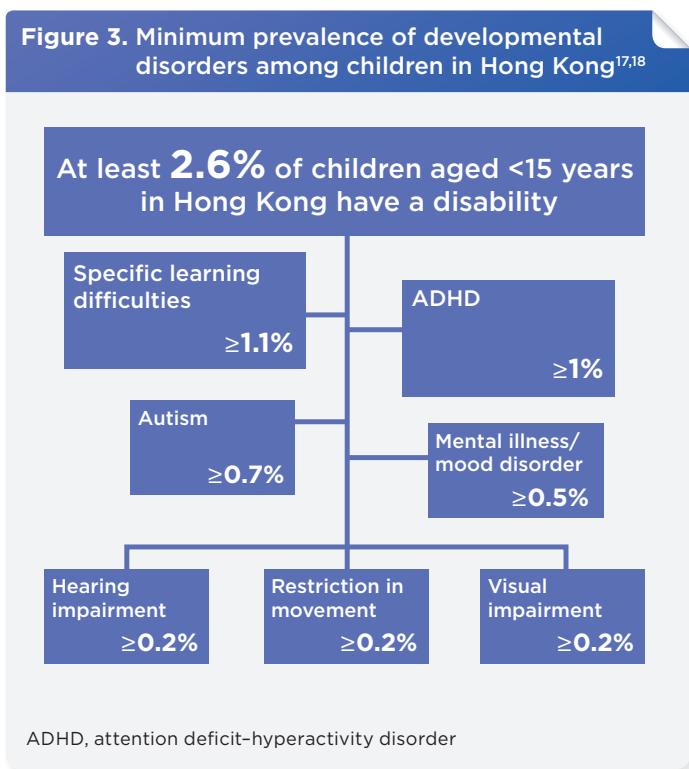 Figure 3. Minimum prevalence of developmental
disorders among children in Hong Kong17,18
At least 2.6% of children aged <15 years
in Hong Kong have a disability
Specific learning
difficulties
≥1.1%
ADHD
≥1%
Autism
≥0.7%
Mental illness/
mood disorder
≥0.5%
Hearing
impairment
≥0.2%
Restriction in
movement
≥0.2%
Visual
impairment
≥0.2%
ADHD, attention deficit–hyperactivity disorder